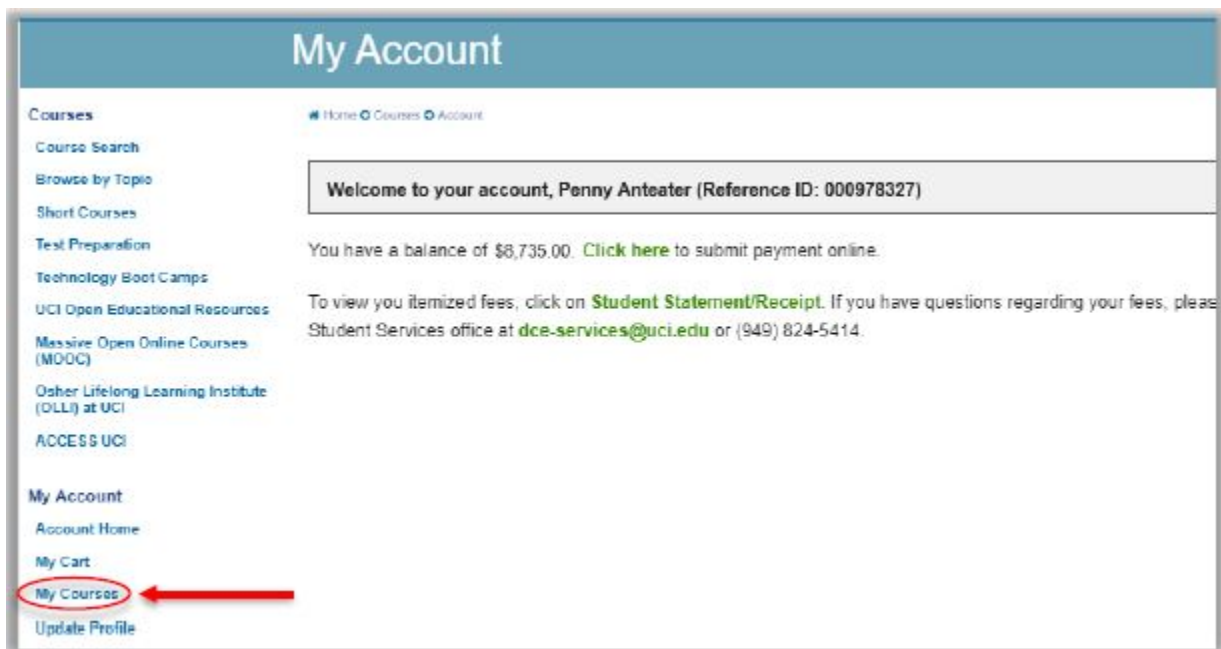 My Account
Courses
Course Search
Browse by Topic
Short Courses
Test Preparation
Technology Boot Camps
UCI Open Educational Resources
Massive Open Online Courses
(MOOC)
Osher Lifelong Learning Institute
(OLLI) at UCI
ACCESS UCI
My Account
Account Home
My Cart
My Courses
Update Profile
Home Courses Account
Welcome to your account, Penny Anteater (Reference ID: 000978327)
You have a balance of $8,735.00. Click here to submit payment online.
To view you itemized fees, click on Student Statement/Receipt. If you have questions regarding your fees, pleas
Student Services office at dce-services@uci.edu or (949) 824-5414.